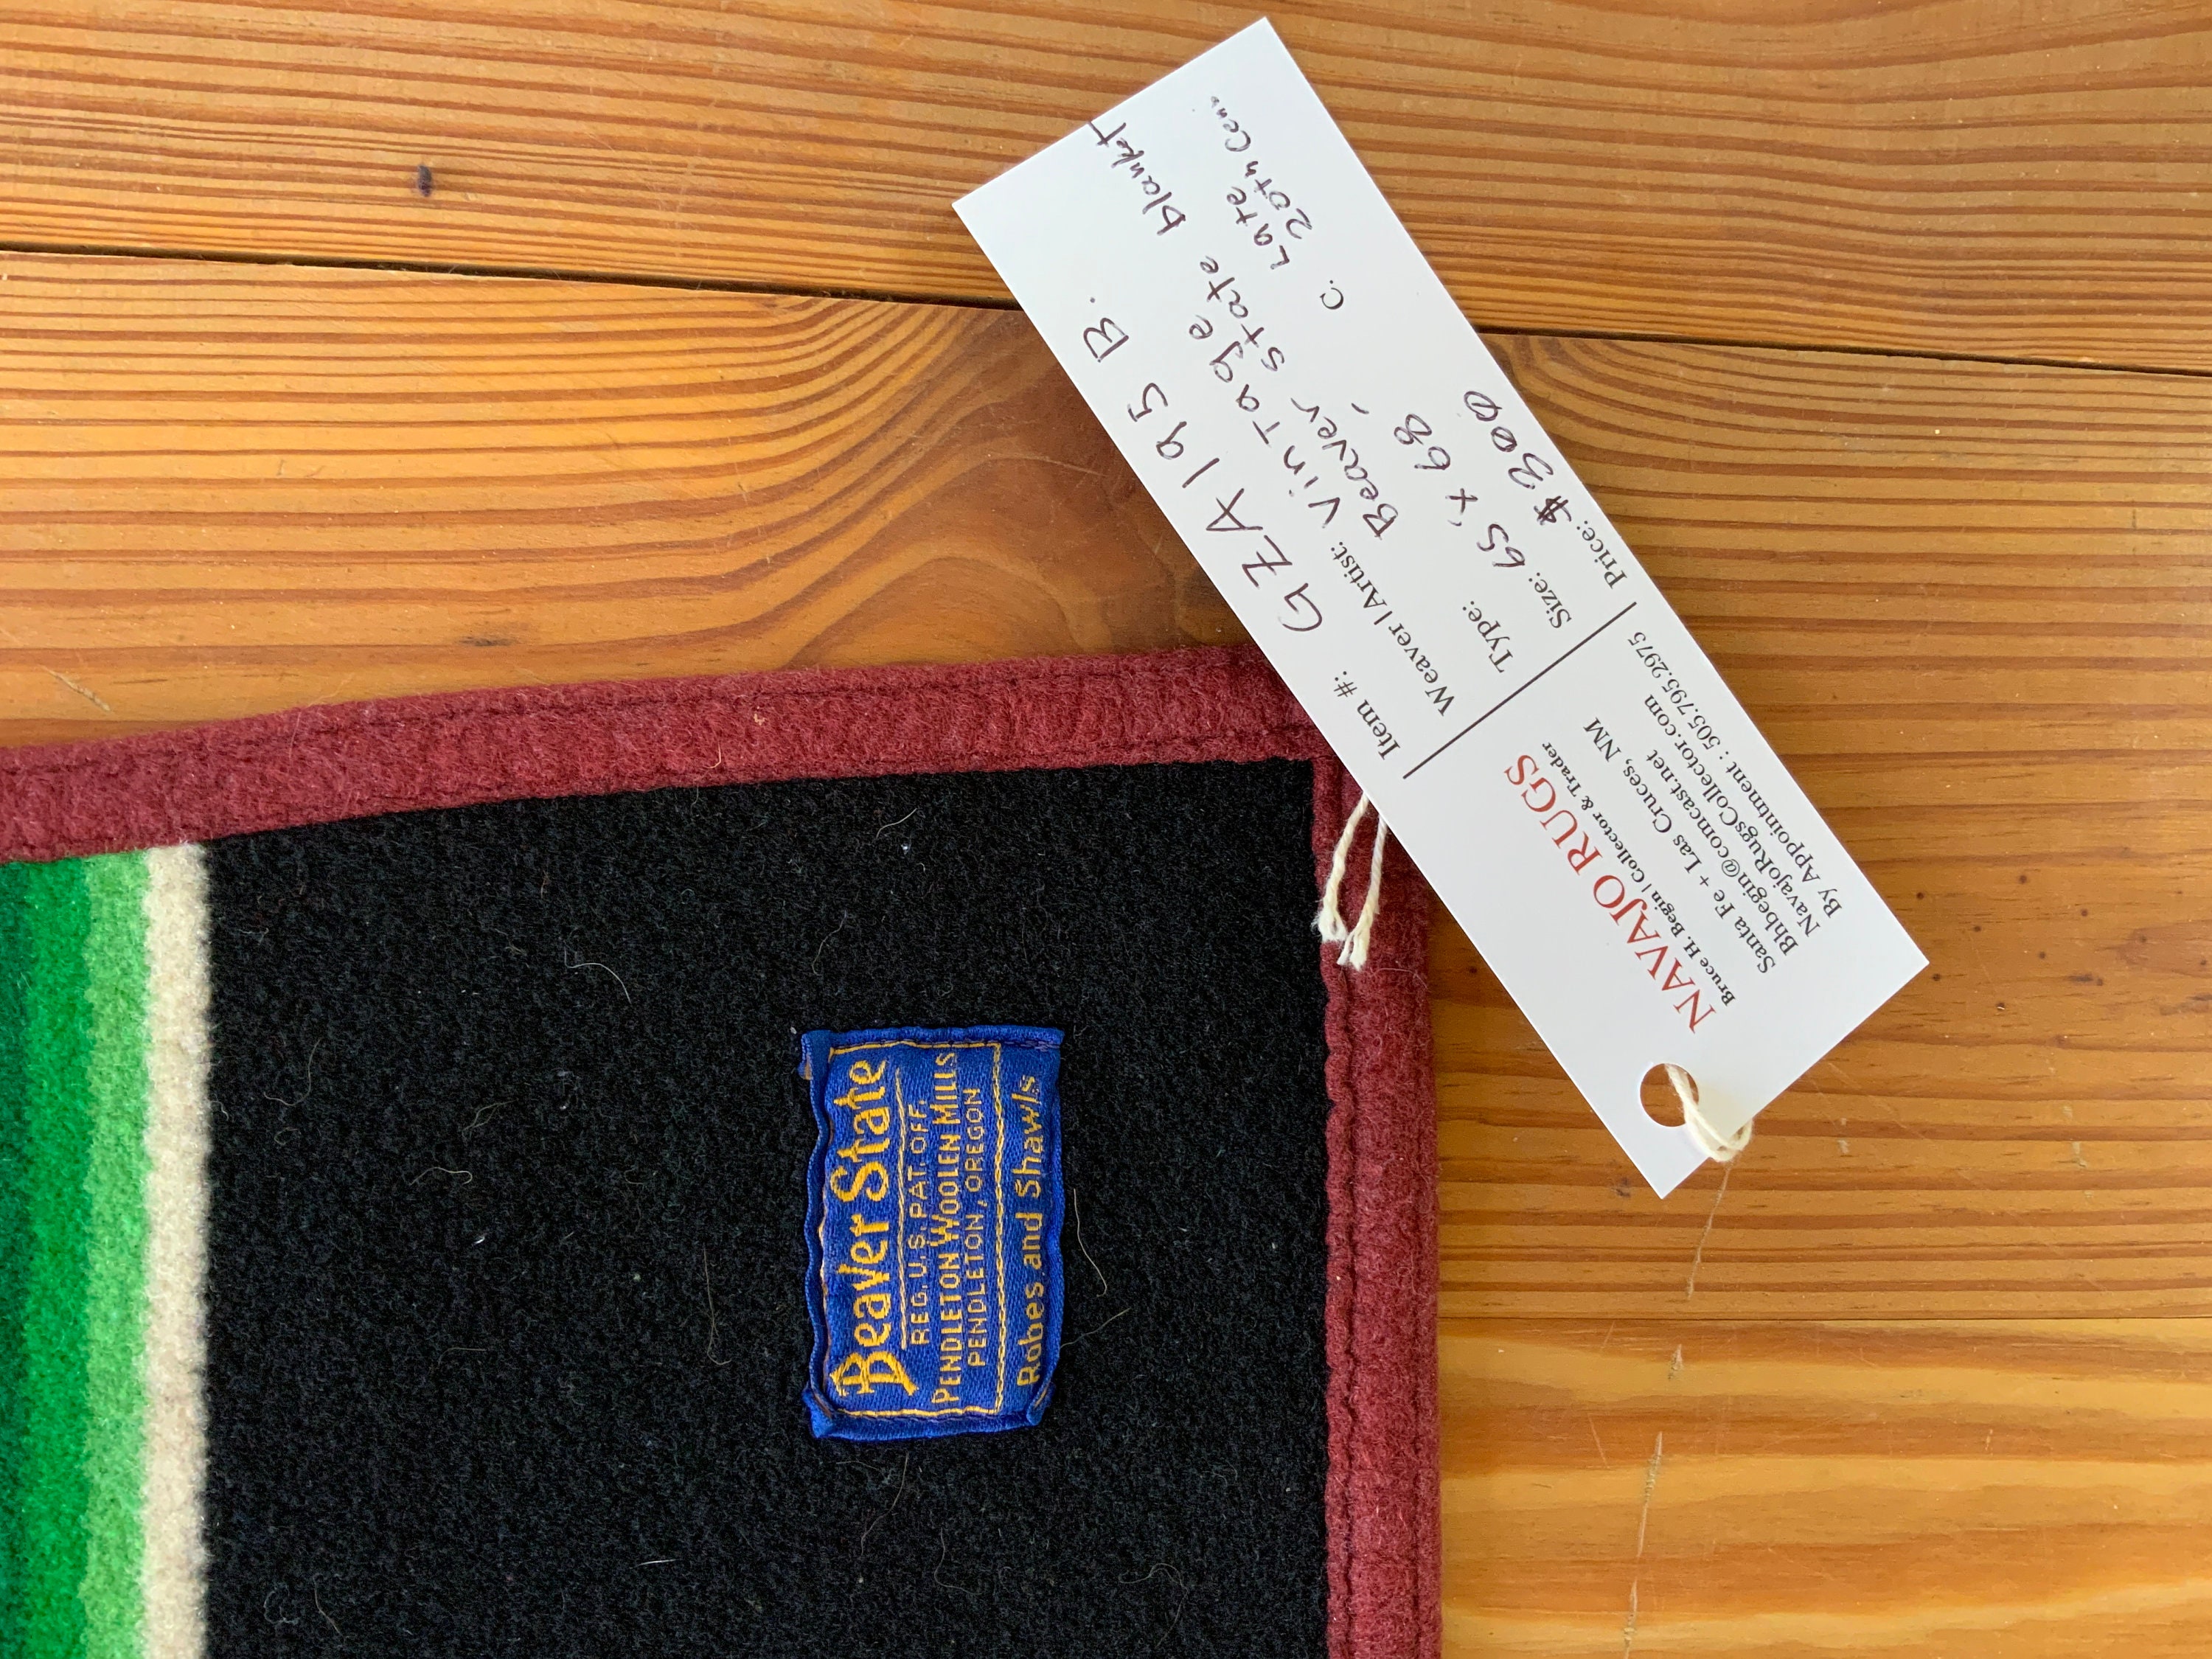 Item #: GZA 195 B.
Weaver | Artist: Vintage
Type: Beaver State blanket
Size: 65 x 68, C. Late
20th Cen.
Price: $ 300
NAVAJO RUGS
Bruce H. Begin | Collector & Trader
Santa Fe + Las Cruces, NM
Bhbegin@comcast.net
NavajoRugsCollector.com
By Appointment : 505.795.2975
Beaver State
REG. U.S. PAT. OFF.
PENDLETON WOOLEN MILLS
PENDLETON, OREGON
Robes and Shawls